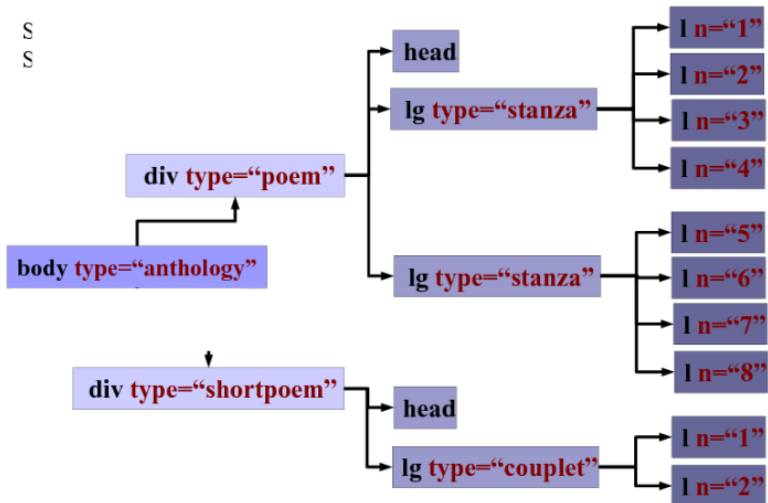 S
S
body type=“anthology”
div type=“poem”
head
lg type=“stanza”
l n=“1”
l n=“2”
l n=“3”
l n=“4”
lg type=“stanza”
l n=“5”
l n=“6”
l n=“7”
l n=“8”
div type=“shortpoem”
head
lg type=“couplet”
l n=“1”
l n=“2”